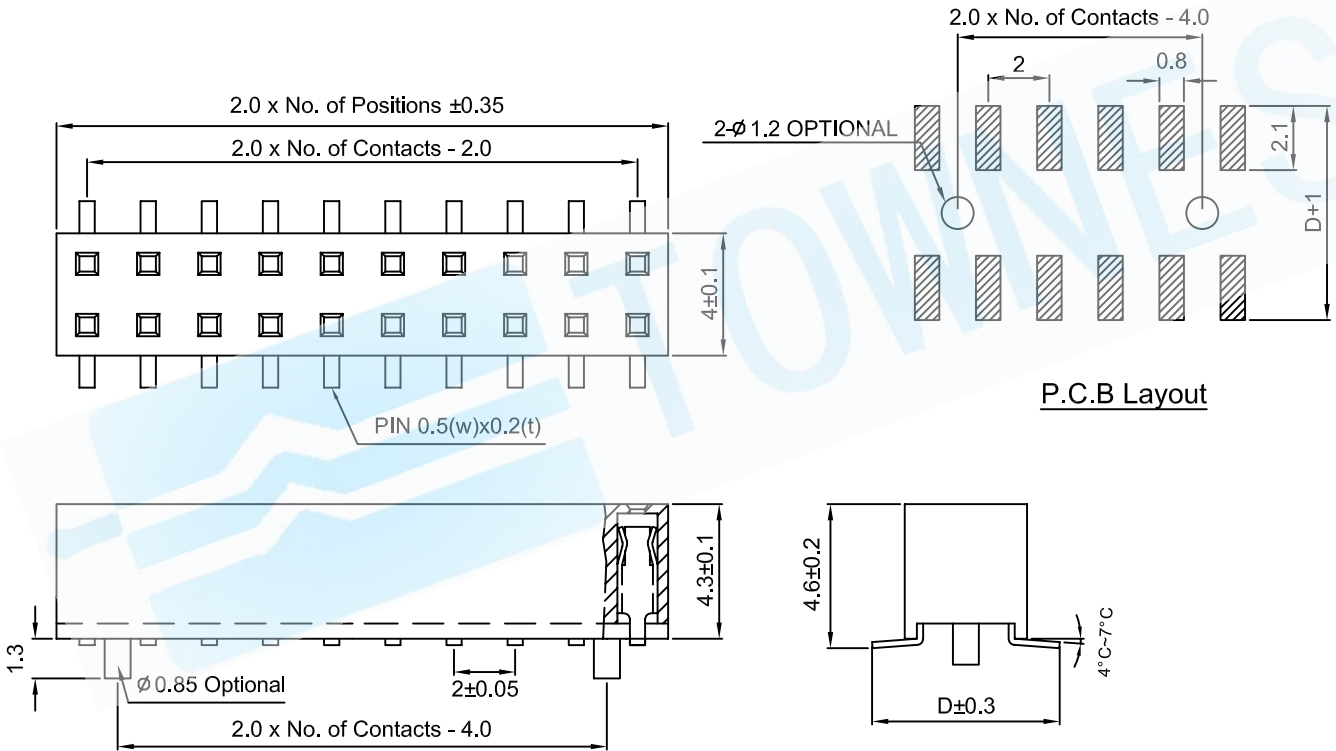 2.0 x No. of Contacts - 4.0
2
0.8
2.0 x No. of Positions ±0.35
2-Ø 1.2 OPTIONAL
2.0 x No. of Contacts - 2.0
2.1
D+1
4±0.1
P.C.B Layout
PIN 0.5(w)x0.2(t)
TOWNES
4.3±0.1
4.6±0.2
1.3
4°C~7°C
Ø 0.85 Optional
2±0.05
D±0.3
2.0 x No. of Contacts - 4.0